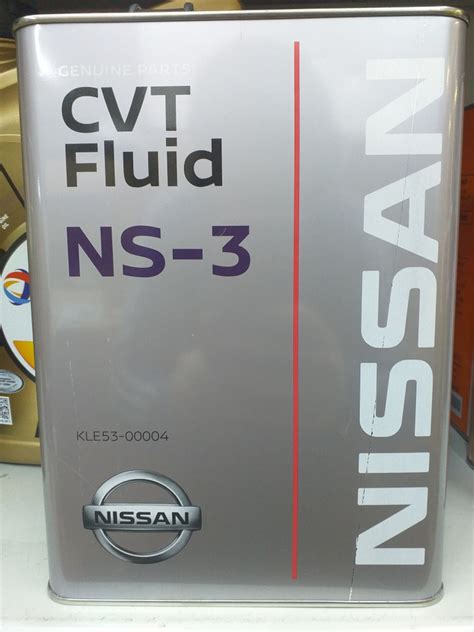 GENUINE PARTS
CVT
Fluid
NS-3
KLE53-00004
NISSAN
NISSAN